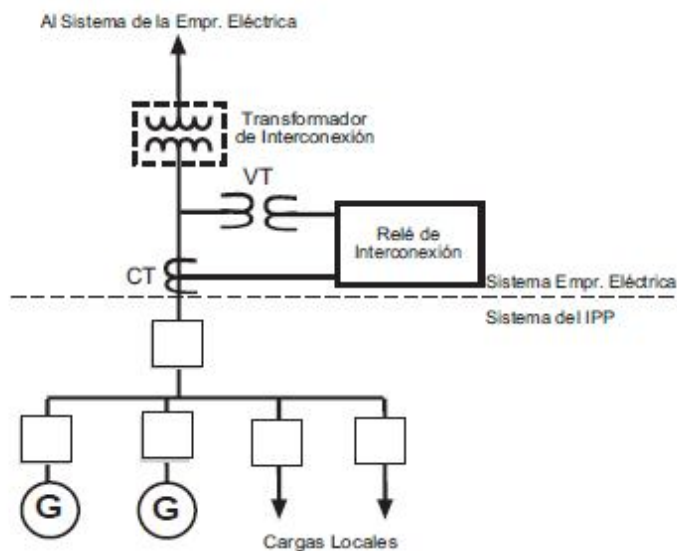 Al Sistema de la Empr. Eléctrica
Transformador
de Interconexión
VT
Relé de
Interconexión
CT
Sistema Empr. Eléctrica
Sistema del IPP
G
G
Cargas Locales